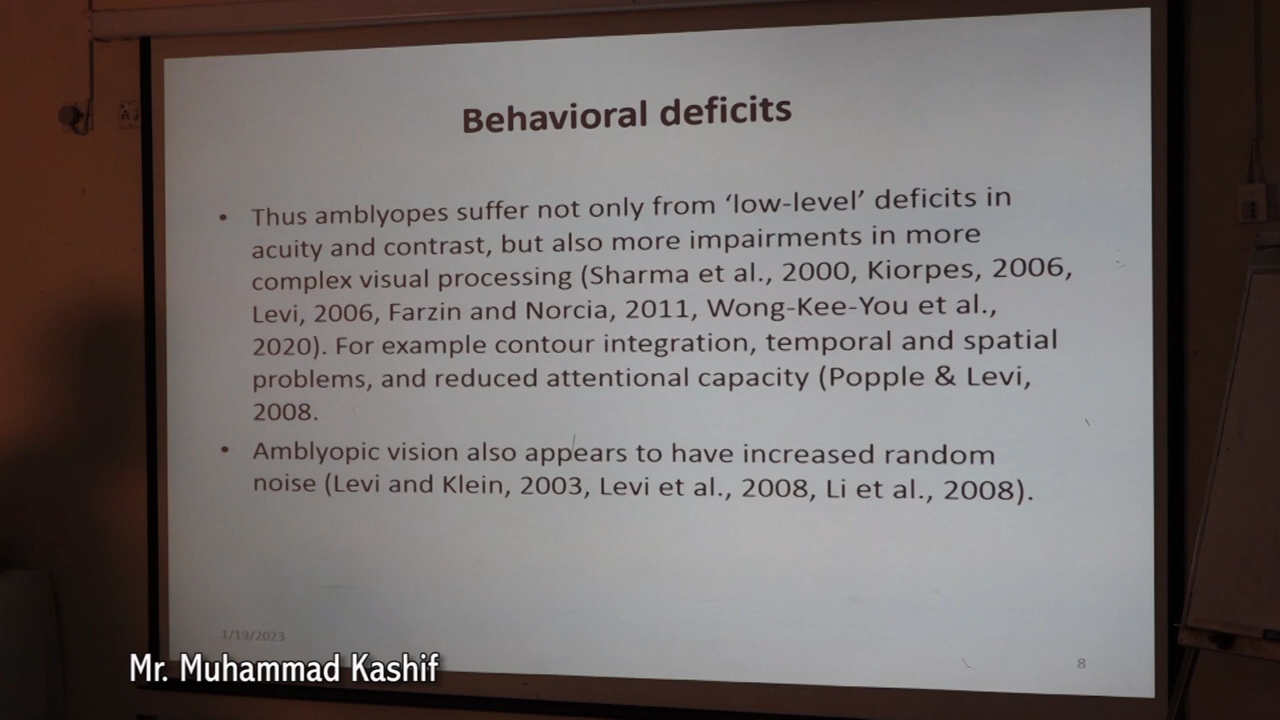 Behavioral deficits
• Thus amblyopes suffer not only from ‘low-level’ deficits in
acuity and contrast, but also more impairments in more
complex visual processing (Sharma et al., 2000, Kiorpes, 2006,
Levi, 2006, Farzin and Norcia, 2011, Wong-Kee-You et al.,
2020). For example contour integration, temporal and spatial
problems, and reduced attentional capacity (Popple & Levi,
2008.
• Amblyopic vision also appears to have increased random
noise (Levi and Klein, 2003, Levi et al., 2008, Li et al., 2008).
1/19/2023
8
Mr. Muhammad Kashif